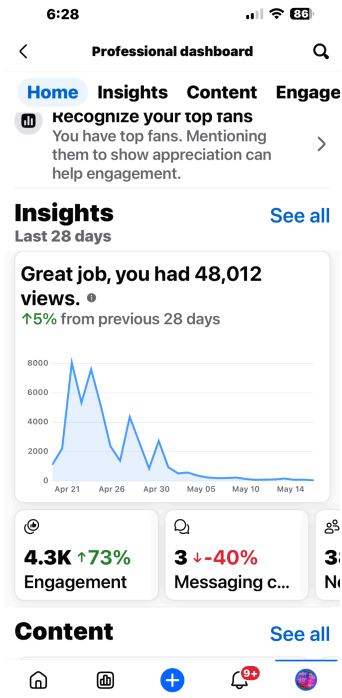 6:28
86
Professional dashboard
Home Insights Content Engage
Recognize your top fans
You have top fans. Mentioning
them to show appreciation can
help engagement.
Insights
See all
Last 28 days
Great job, you had 48,012
views.
↑5% from previous 28 days
8000
6000
4000
2000
0
Apr 21 Apr 26 Apr 30 May 05 May 10 May 14
4.3K ↑73%
Engagement
3 ↓-40%
Messaging c...
Content
See all
9+